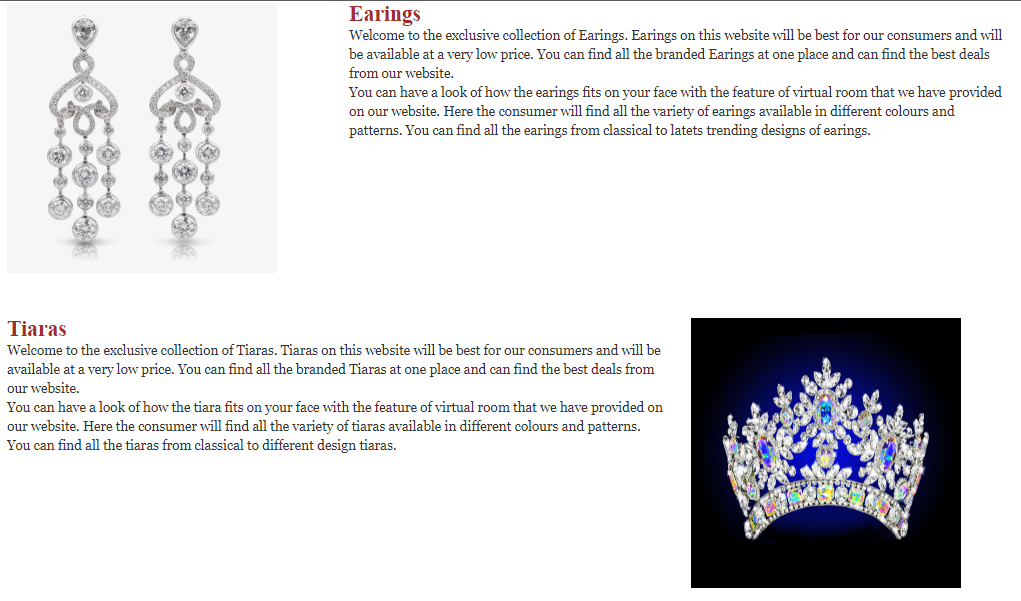 Earings
Welcome to the exclusive collection of Earings. Earings on this website will be best for our consumers and will
be available at a very low price. You can find all the branded Earings at one place and can find the best deals
from our website.
You can have a look of how the earings fits on your face with the feature of virtual room that we have provided
on our website. Here the consumer will find all the variety of earings available in different colours and
patterns. You can find all the earings from classical to latets trending designs of earings.
Tiaras
Welcome to the exclusive collection of Tiaras. Tiaras on this website will be best for our consumers and will be
available at a very low price. You can find all the branded Tiaras at one place and can find the best deals from
our website.
You can have a look of how the tiara fits on your face with the feature of virtual room that we have provided on
our website. Here the consumer will find all the variety of tiaras available in different colours and patterns.
You can find all the tiaras from classical to different design tiaras.